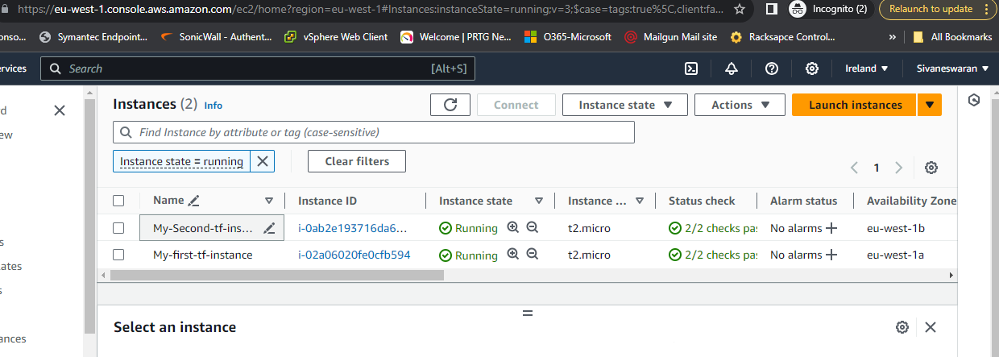 https://eu-west-1.console.aws.amazon.com/ec2/home?region=eu-west-1#Instances:instanceState=running;v=3;$case=tags:true%5C,client:fa... Incognito (2) Relaunch to update
onso... Symantec Endpoint... SonicWall - Authent... vSphere Web Client Welcome | PRTG Ne... O365-Microsoft Mailgun Mail site Racksapce Control... » All Bookmarks
ervices Search [Alt+S] Ireland Sivaneswaran
Instances (2) Info Connect Instance state Actions Launch instances
Find Instance by attribute or tag (case-sensitive)
Instance state = running Clear filters
1
Name Instance ID Instance state Instance ... Status check Alarm status Availability Zone
My-Second-tf-ins... i-0ab2e193716da6... Running t2.micro 2/2 checks pas No alarms eu-west-1b
My-first-tf-instance i-02a06020fe0cfb594 Running t2.micro 2/2 checks pas No alarms eu-west-1a
Select an instance
d
ew
s
ates
s
ances